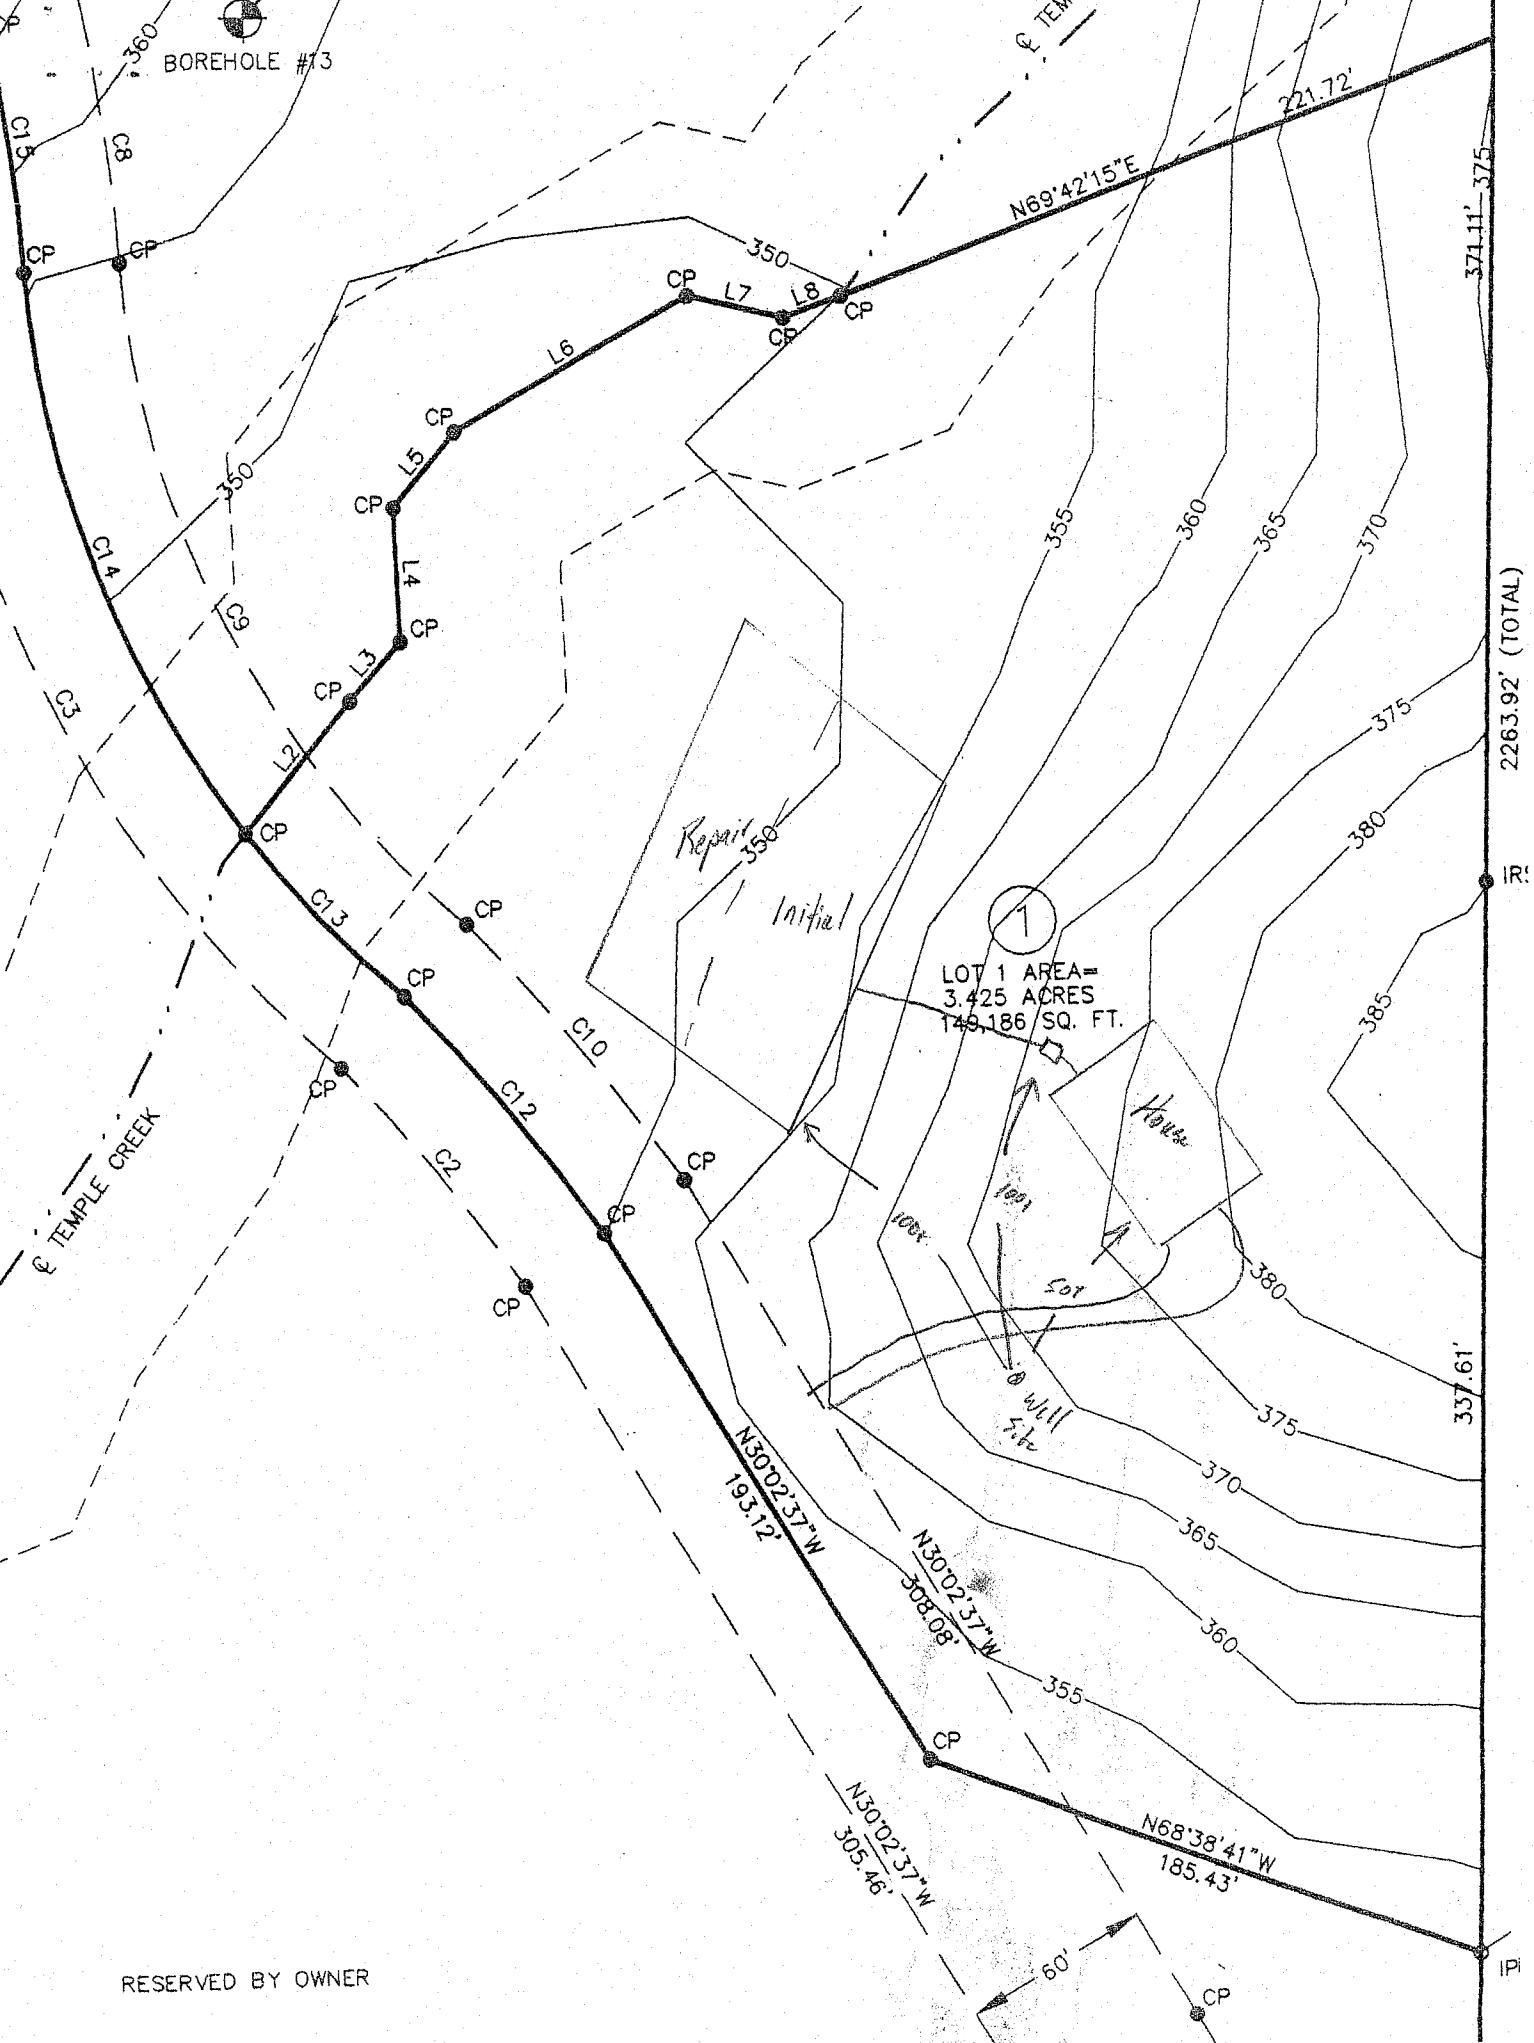 P
360
BOREHOLE #13
℄ TEM
C15
C8
221.72'
N69°42'15"E
375
371.11'
CP
CP
350
CP
L7
L8
CP
CP
L6
CP
L5
350
CP
355
360
365
370
C14
L4
C9
CP
2263.92' (TOTAL)
L3
CP
C3
375
L2
380
CP
Repair
350
IRS
C13
Initial
CP
1
CP
LOT 1 AREA=
3.425 ACRES
149,186 SQ. FT.
385
C10
CP
C12
House
℄ TEMPLE CREEK
C2
CP
100±
100±
CP
50±
380
CP
Well
Site
337.61'
375
N30°02'37"W
193.12'
370
365
N30°02'37"W
308.08'
360
355
CP
N30°02'37"W
305.46'
N68°38'41"W
185.43'
60'
IPI
RESERVED BY OWNER
CP